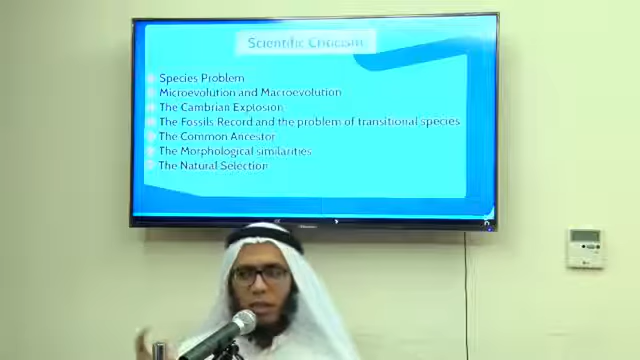 Scientific Criticism
Species Problem
Microevolution and Macroevolution
The Cambrian Explosion
The Fossils Record and the problem of transitional species
The Common Ancestor
The Morphological similarities
The Natural Selection